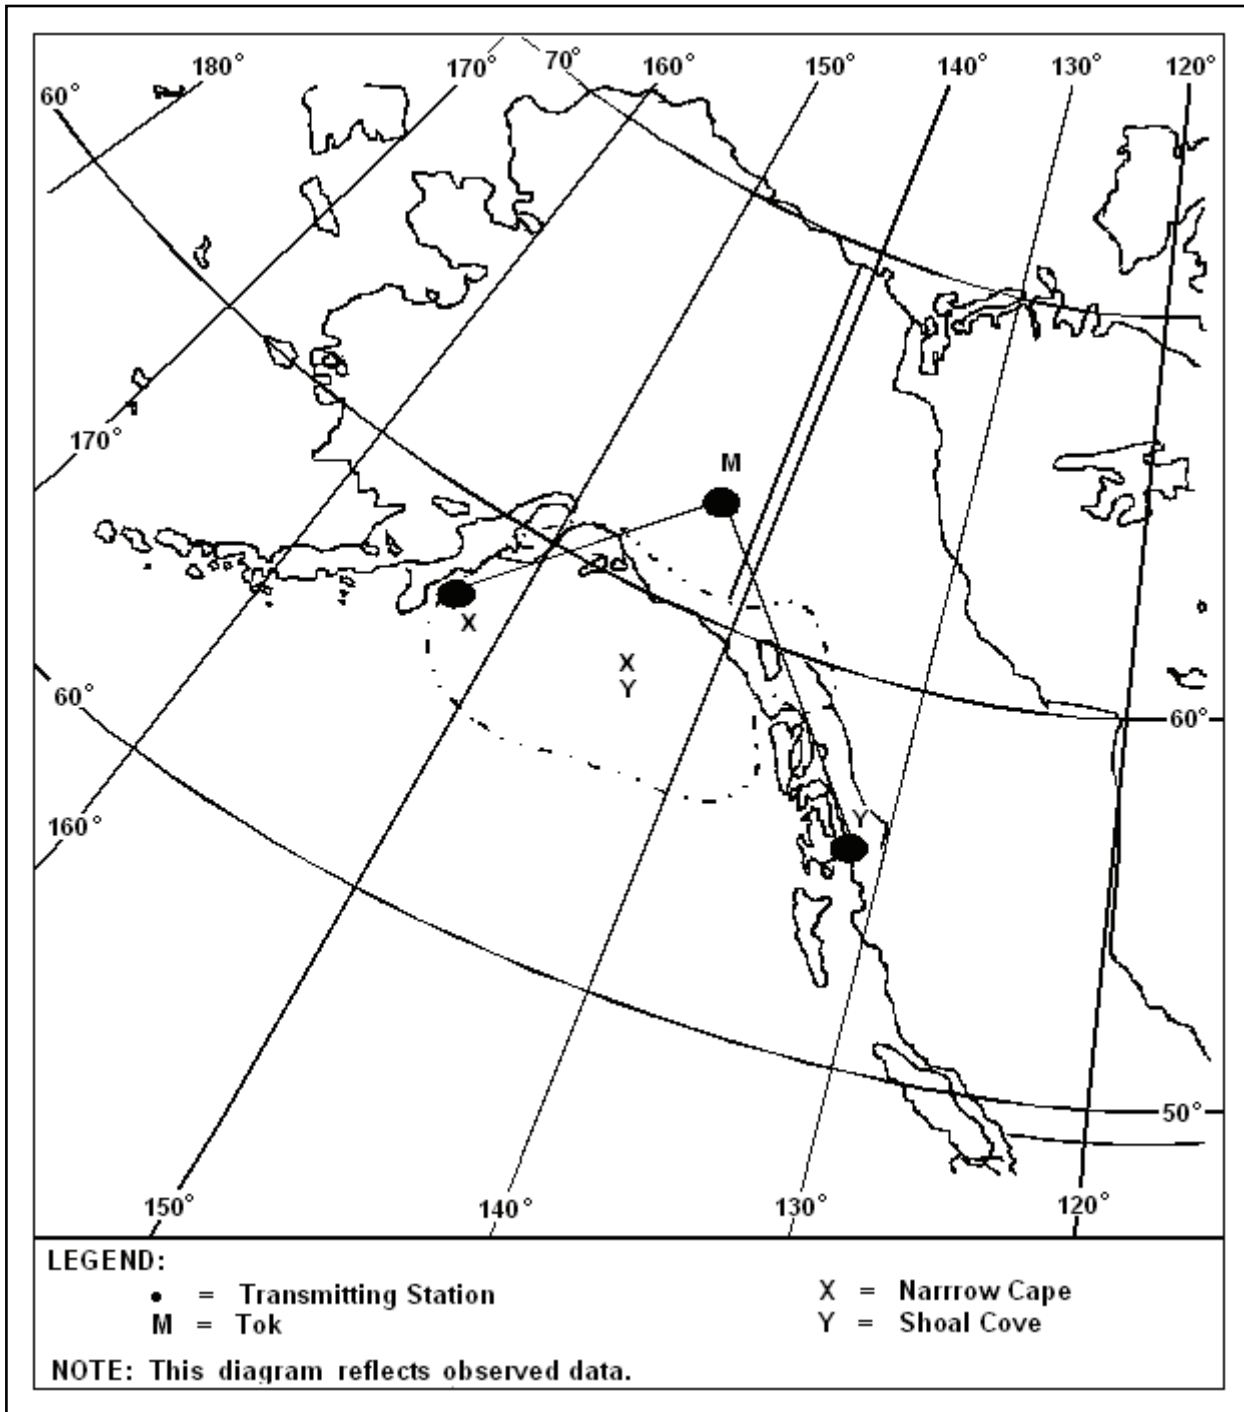 180° 170° 70° 160° 150° 140° 130° 120°
60°
M
170°
X
X
Y
60°
60°
160°
Y
50°
150° 140° 130° 120°
LEGEND:
• = Transmitting Station
M = Tok
X = Narrrow Cape
Y = Shoal Cove
NOTE: This diagram reflects observed data.